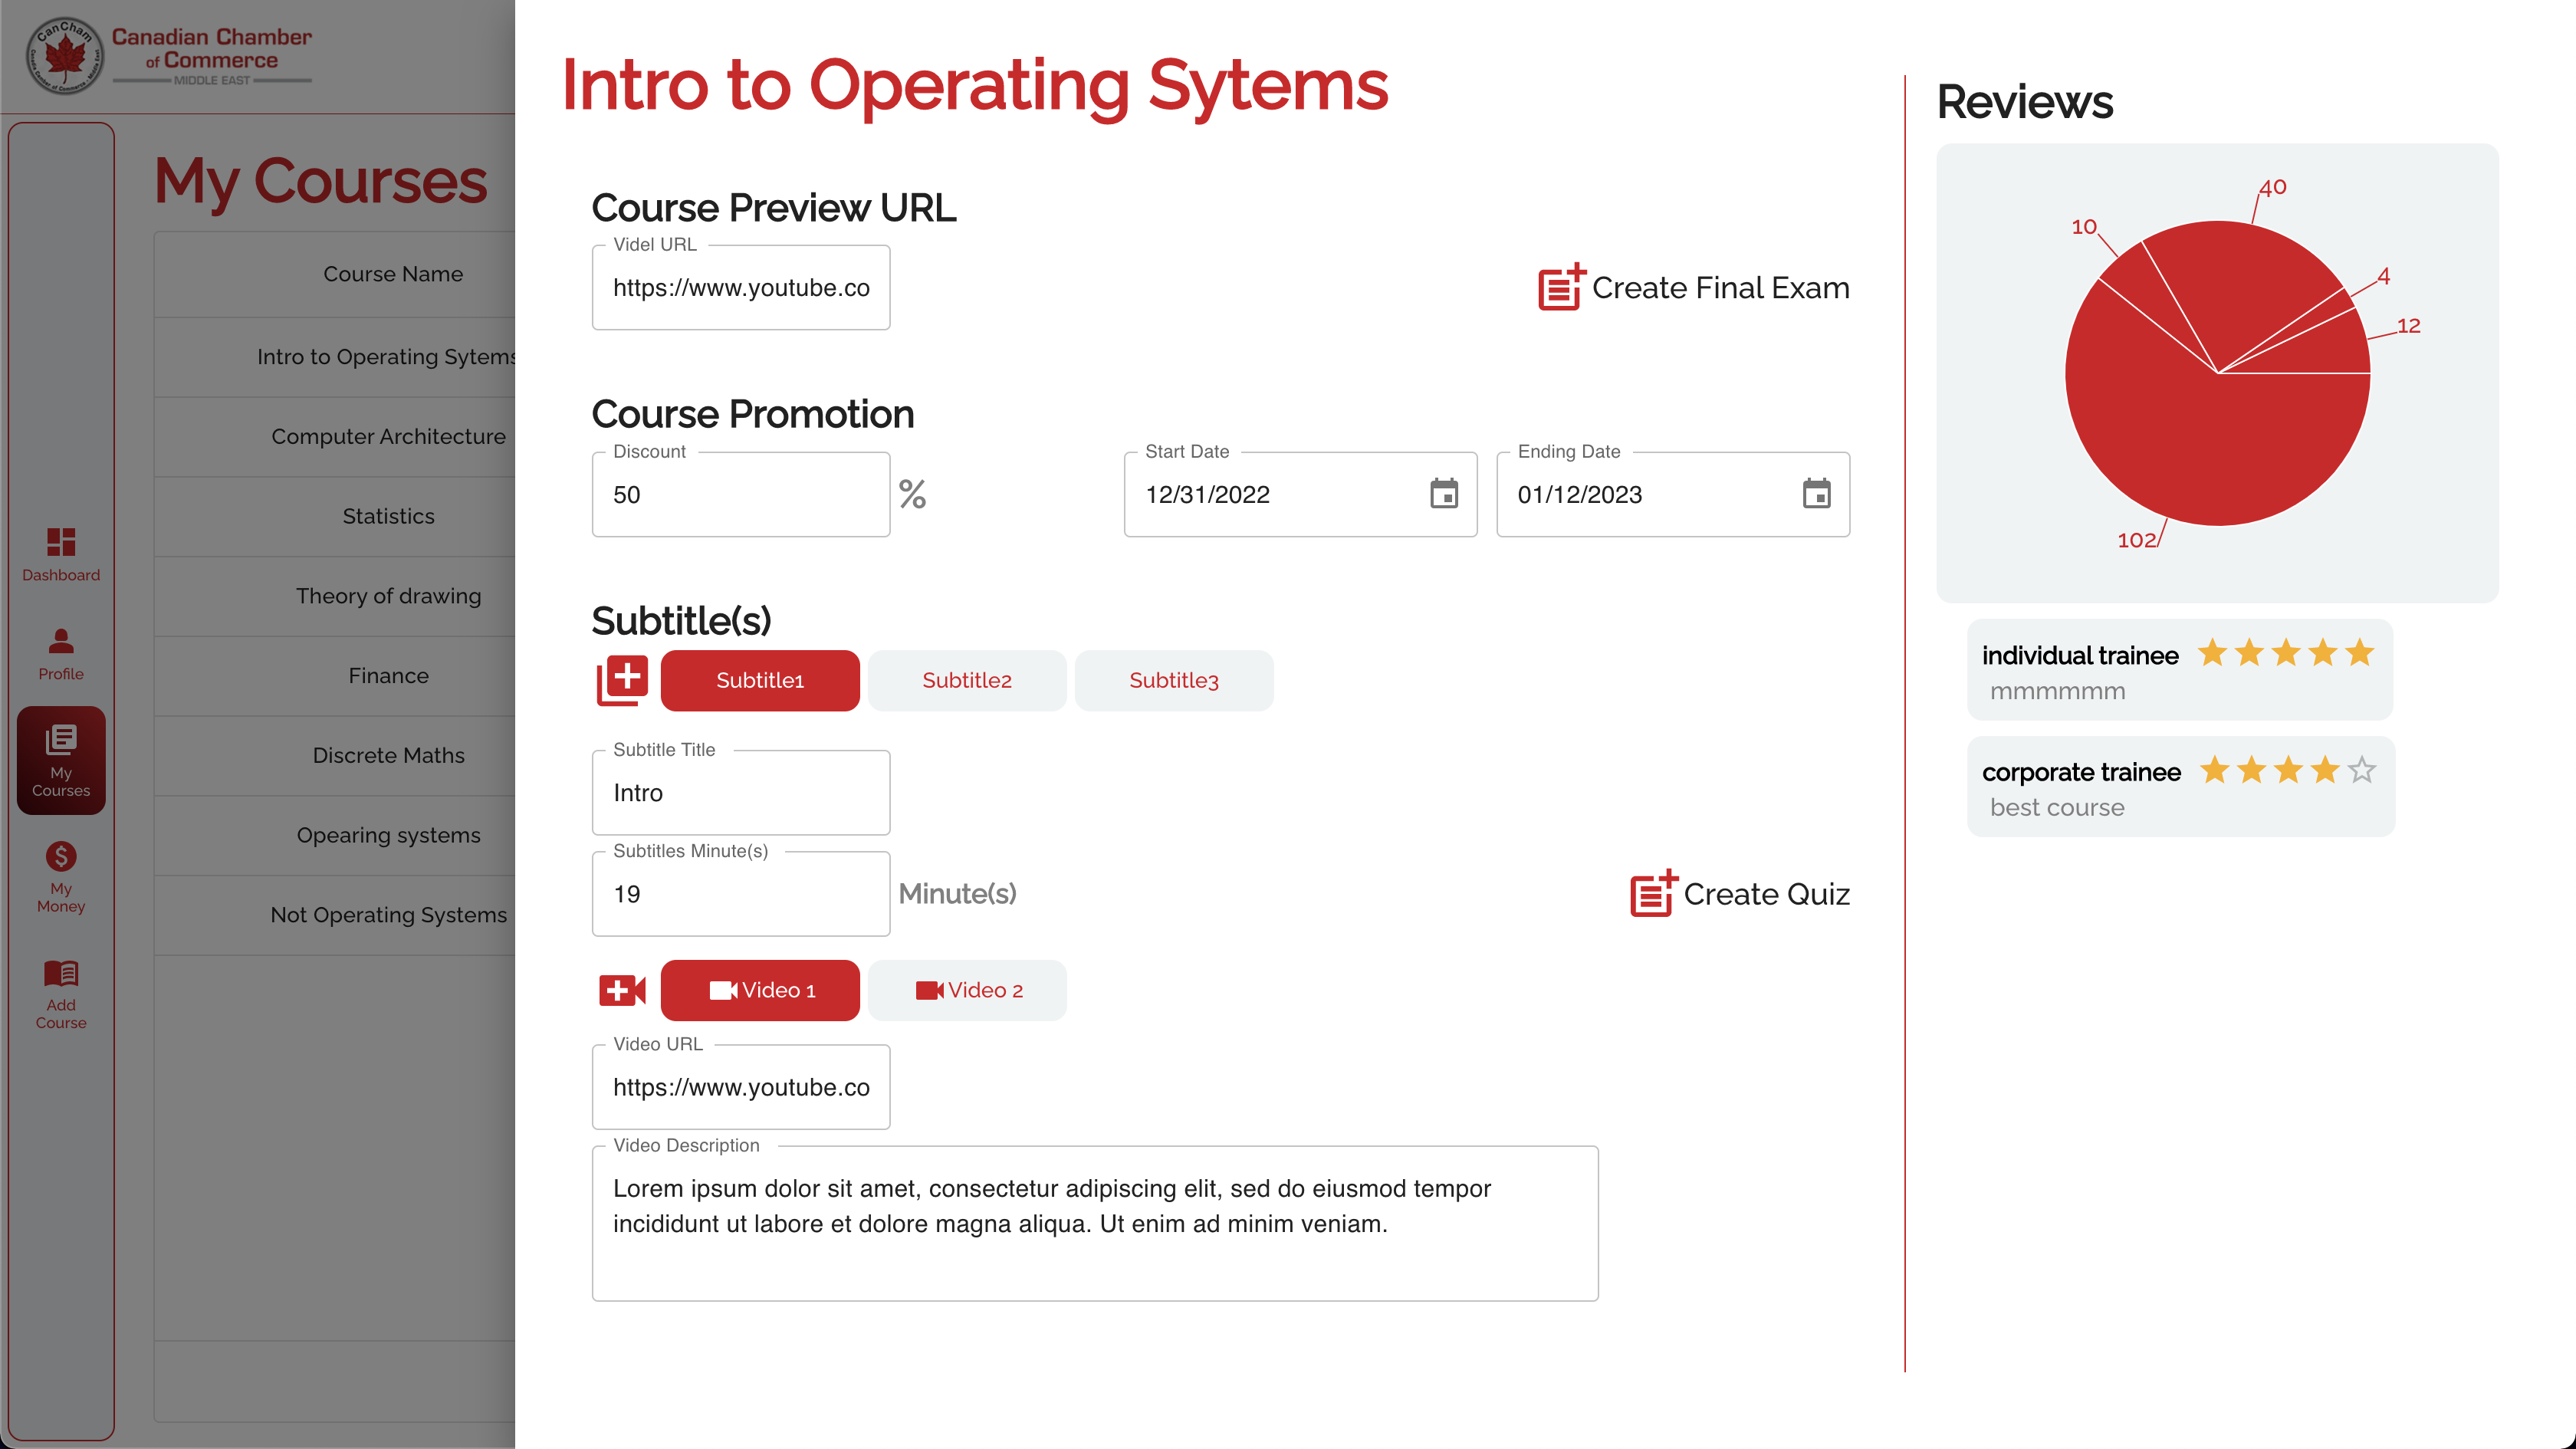 CanCham
Canadian Chamber
of Commerce
MIDDLE EAST
Dashboard
Profile
My
Courses
My
Money
Add
Course
My Courses
Course Name
Intro to Operating Sytems
Computer Architecture
Statistics
Theory of drawing
Finance
Discrete Maths
Opearing systems
Not Operating Systems
Intro to Operating Sytems
Course Preview URL
Videl URL
https://www.youtube.co
Create Final Exam
Course Promotion
Discount
50
%
Start Date
12/31/2022
Ending Date
01/12/2023
Subtitle(s)
Subtitle1
Subtitle2
Subtitle3
Subtitle Title
Intro
Subtitles Minute(s)
19
Minute(s)
Create Quiz
Video 1
Video 2
Video URL
https://www.youtube.co
Video Description
Lorem ipsum dolor sit amet, consectetur adipiscing elit, sed do eiusmod tempor
incididunt ut labore et dolore magna aliqua. Ut enim ad minim veniam.
Reviews
40
10
4
12
102
individual trainee
mmmmmm
corporate trainee
best course